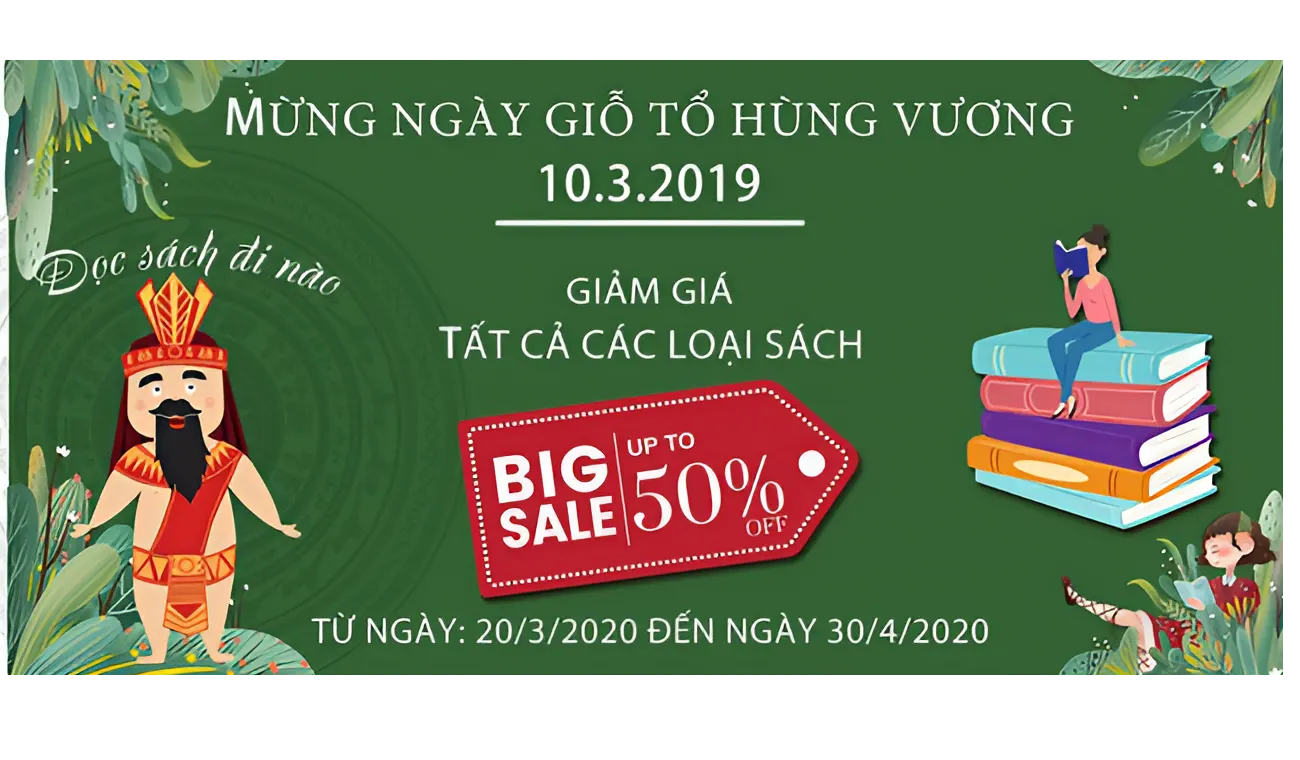 MỪNG NGÀY GIỖ TỔ HÙNG VƯƠNG
10.3.2019
Đọc sách đi nào
GIẢM GIÁ
TẤT CẢ CÁC LOẠI SÁCH
BIG SALE
UP TO
50%
OFF
TỪ NGÀY: 20/3/2020 ĐẾN NGÀY 30/4/2020